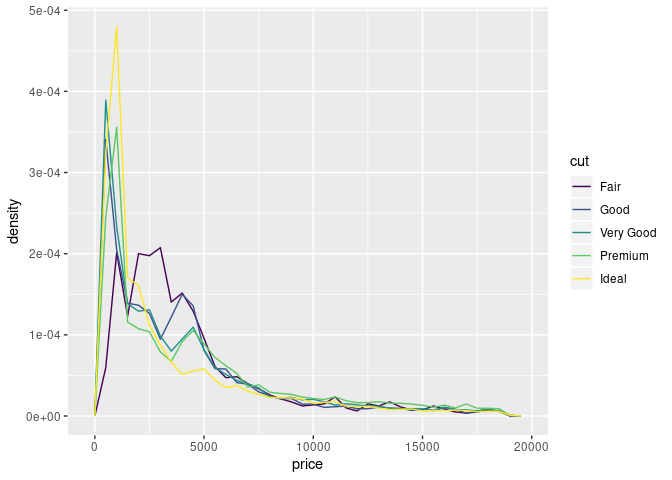 5e-04
4e-04
3e-04
2e-04
1e-04
0e+00
density
0 5000 10000 15000 20000
price
cut
Fair
Good
Very Good
Premium
Ideal